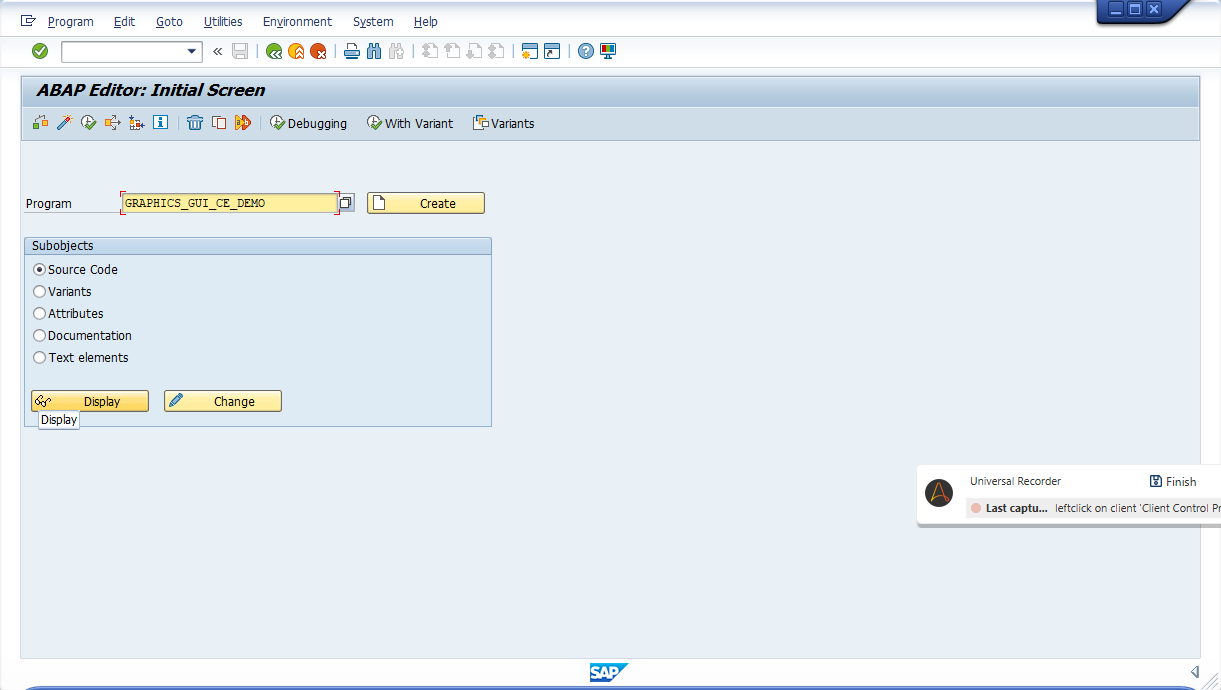 Program Edit Goto Utilities Environment System Help
ABAP Editor: Initial Screen
Debugging With Variant Variants
Program GRAPHICS_GUI_CE_DEMO Create
Subobjects
Source Code
Variants
Attributes
Documentation
Text elements
Display Change
Display
Universal Recorder Finish
Last captu... leftclick on client 'Client Control Pr
SAP